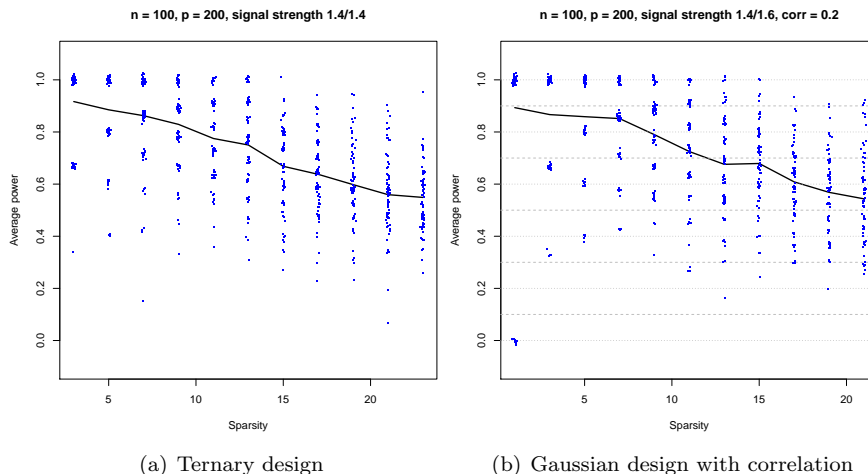 n = 100, p = 200, signal strength 1.4/1.4
Average power
1.0
0.8
0.6
0.4
0.2
0.0
5
10
15
20
Sparsity
(a) Ternary design
n = 100, p = 200, signal strength 1.4/1.6, corr = 0.2
Average power
1.0
0.8
0.6
0.4
0.2
0.0
5
10
15
20
Sparsity
(b) Gaussian design with correlation